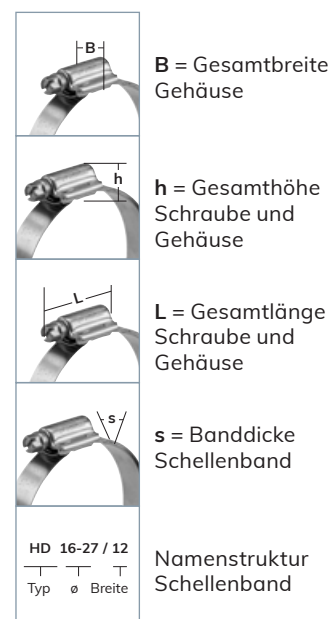 B
B = Gesamtbreite
Gehäuse
h
h = Gesamthöhe
Schraube und
Gehäuse
L
L = Gesamtlänge
Schraube und
Gehäuse
s
s = Banddicke
Schellenband
HD 16-27 / 12
Typ ø Breite
Namenstruktur
Schellenband